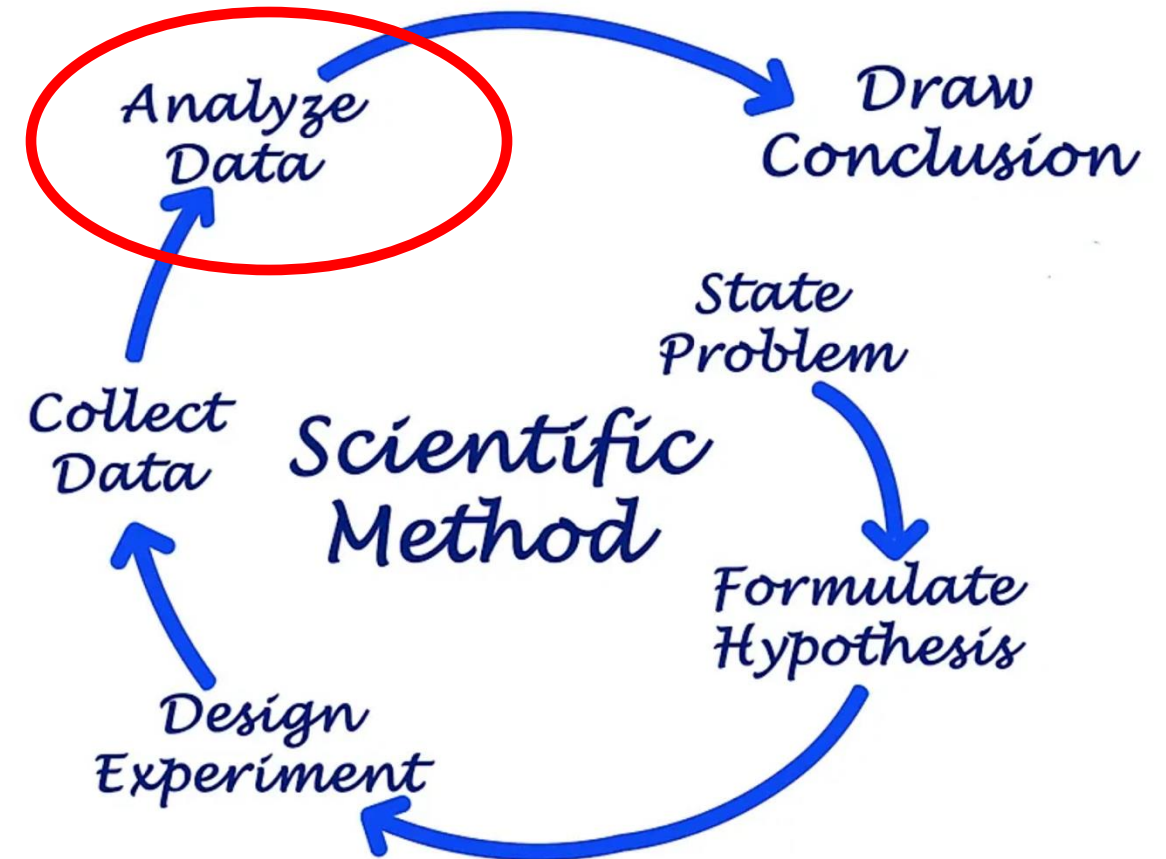 Analyze
Data
Draw
Conclusion
State
Problem
Collect
Data
Scientific
Method
Formulate
Hypothesis
Design
Experiment